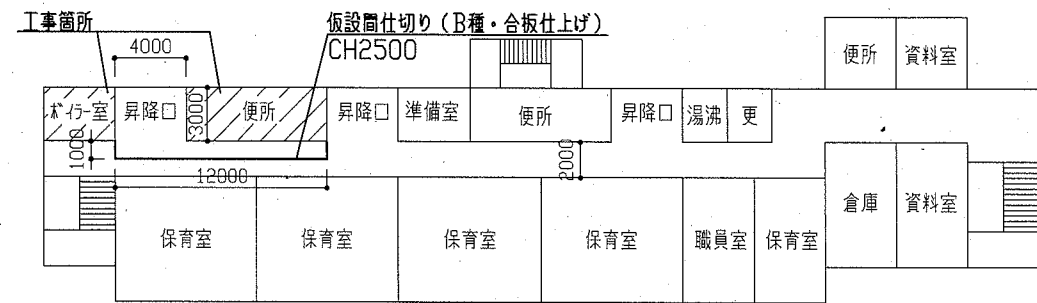 工事箇所
仮設間仕切り（B種・合板仕上げ）
CH2500
4000
便所
資料室
ボイラー室
昇降口
3000
便所
昇降口
準備室
便所
昇降口
湯沸
更
1000
12000
2000
保育室
保育室
保育室
保育室
職員室
保育室
倉庫
資料室